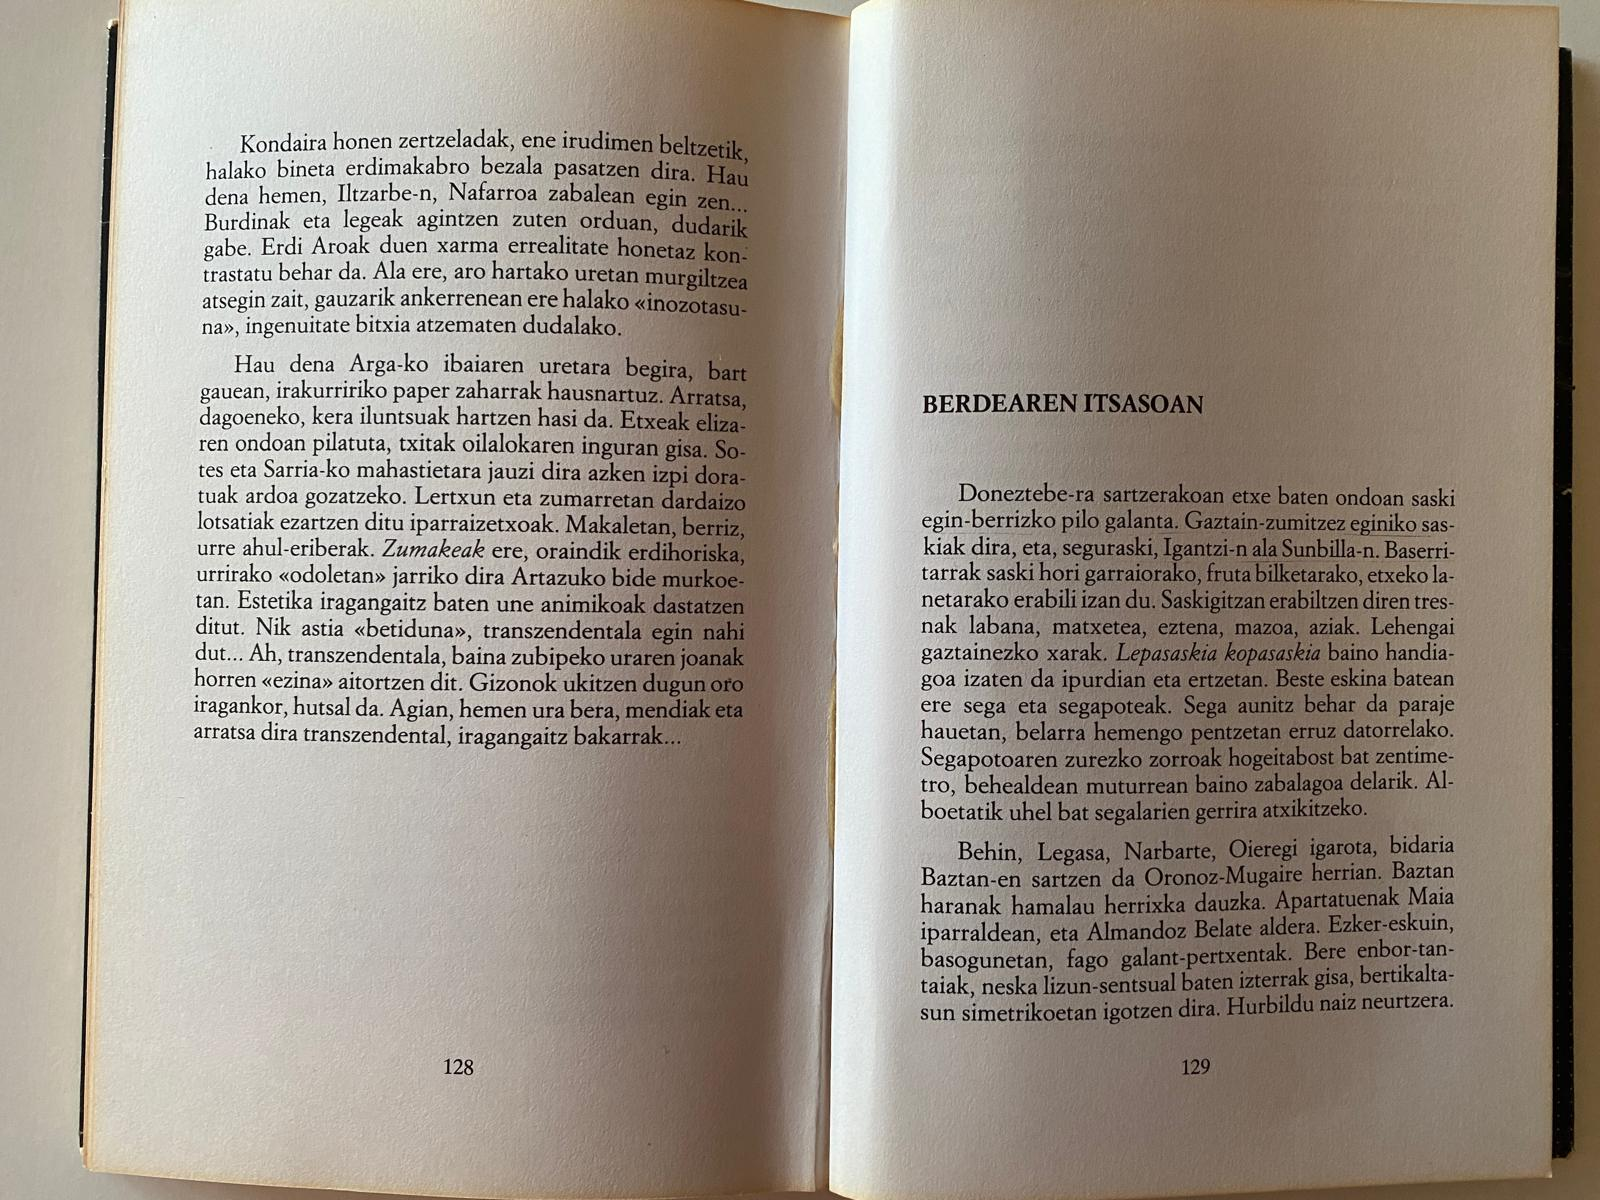 Kondaira honen zertzeladak, ene irudimen beltzetik,
halako bineta erdimakabro bezala pasatzen dira. Hau
dena hemen, Iltzarbe-n, Nafarroa zabalean egin zen...
Burdinak eta legeak agintzen zuten orduan, dudarik
gabe. Erdi Aroak duen xarma errealitate honetaz kon-
trastatu behar da. Ala ere, aro hartako uretan murgiltzea
atsegin zait, gauzarik ankerrenean ere halako «inozotasu-
na», ingenuitate bitxia atzematen dudalako.
Hau dena Arga-ko ibaiaren uretara begira, bart
gauean, irakurririko paper zaharrak hausnartuz. Arratsa,
dagoeneko, kera iluntsuak hartzen hasi da. Etxeak eliza-
ren ondoan pilatuta, txitak oilalokaren inguran gisa. So-
tes eta Sarria-ko mahastietara jauzi dira azken izpi dora-
tuak ardoa gozatzeko. Lertxun eta zumarretan dardaizo
lotsatiak ezartzen ditu iparraizetxoak. Makaletan, berriz,
urre ahul-eriberak. Zumakeak ere, oraindik erdihoriska,
urrirako «odoletan» jarriko dira Artazuko bide murkoe-
tan. Estetika iragangaitz baten une animikoak dastatzen
ditut. Nik astia «betiduna», transzendentala egin nahi
dut... Ah, transzendentala, baina zubipeko uraren joanak
horren «ezina» aitortzen dit. Gizonok ukitzen dugun oro
iragankor, hutsal da. Agian, hemen ura bera, mendiak eta
arratsa dira transzendental, iragangaitz bakarrak...
128
BERDEAREN ITSASOAN
Doneztebe-ra sartzerakoan etxe baten ondoan saski
egin-berrizko pilo galanta. Gaztain-zumitzez eginiko sas-
kiak dira, eta, seguraski, Igantzi-n ala Sunbilla-n. Baserri-
tarrak saski hori garraiorako, fruta bilketarako, etxeko la-
netarako erabili izan du. Saskigitzan erabiltzen diren tres-
nak labana, matxetea, eztena, mazoa, aziak. Lehengai
gaztainezko xarak. Lepasaskia kopasaskia baino handia-
goa izaten da ipurdian eta ertzetan. Beste eskina batean
ere sega eta segapoteak. Sega aunitz behar da paraje
hauetan, belarra hemengo pentzetan erruz datorrelako.
Segapotoaren zurezko zorroak hogeitabost bat zentime-
tro, behealdean muturrean baino zabalagoa delarik. Al-
boetatik uhel bat segalarien gerrira atxikitzeko.
Behin, Legasa, Narbarte, Oieregi igarota, bidaria
Baztan-en sartzen da Oronoz-Mugaire herrian. Baztan
haranak hamalau herrixka dauzka. Apartatuenak Maia
iparraldean, eta Almandoz Belate aldera. Ezker-eskuin,
basogunetan, fago galant-pertxentak. Bere enbor-tan-
taiak, neska lizun-sentsual baten izterrak gisa, bertikalta-
sun simetrikoetan igotzen dira. Hurbildu naiz neurtzera.
129